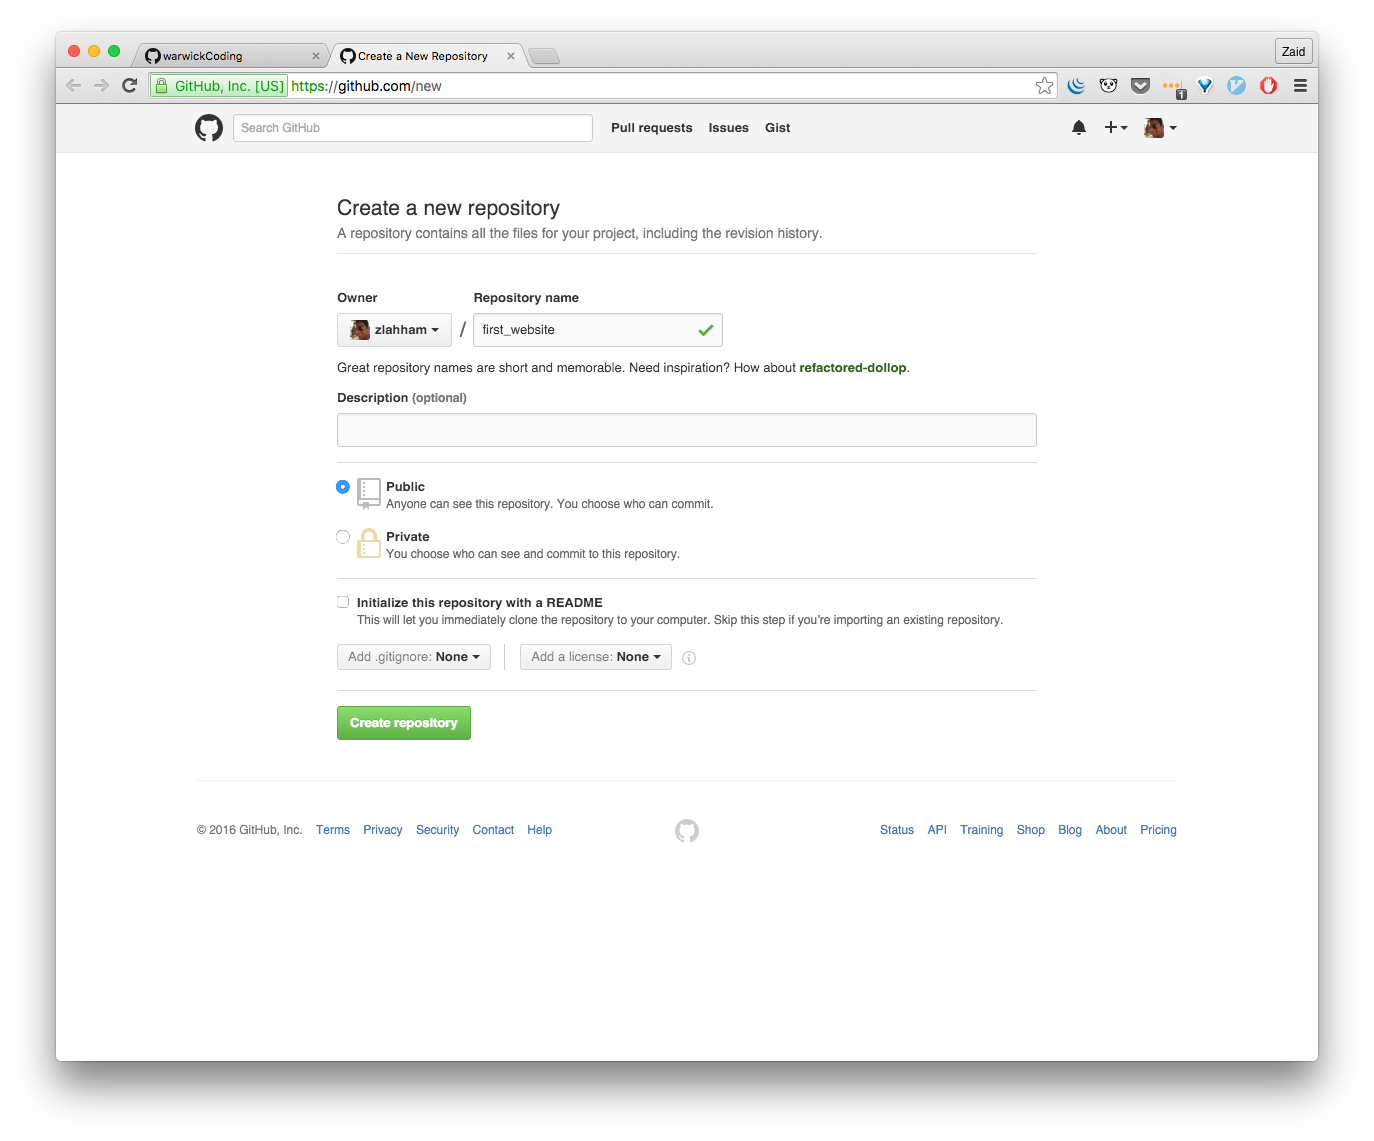 warwickCoding
Create a New Repository
Zaid
GitHub, Inc. [US] https://github.com/new
1
Search GitHub
Pull requests Issues Gist
Create a new repository
A repository contains all the files for your project, including the revision history.
Owner Repository name
zlahham / first_website
Great repository names are short and memorable. Need inspiration? How about refactored-dollop.
Description (optional)
Public
Anyone can see this repository. You choose who can commit.
Private
You choose who can see and commit to this repository.
Initialize this repository with a README
This will let you immediately clone the repository to your computer. Skip this step if you're importing an existing repository.
Add .gitignore: None Add a license: None
Create repository
© 2016 GitHub, Inc. Terms Privacy Security Contact Help Status API Training Shop Blog About Pricing